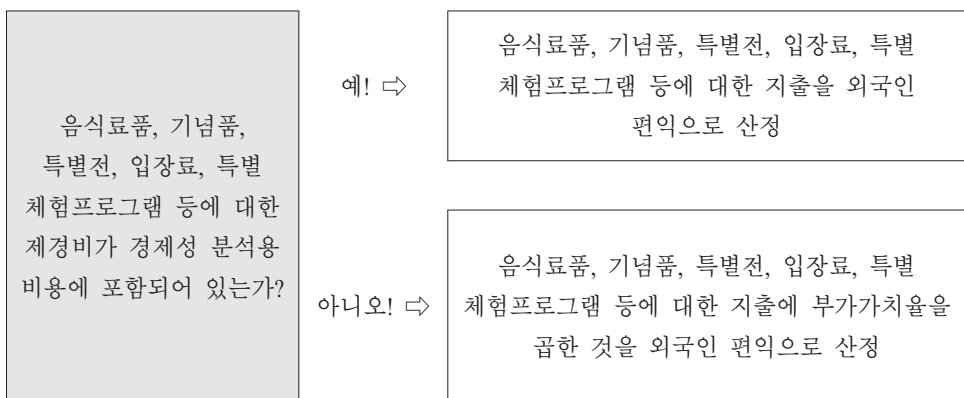 음식료품, 기념품,
특별전, 입장료, 특별
체험프로그램 등에 대한
제경비가 경제성 분석용
비용에 포함되어 있는가?
예! ⇨
음식료품, 기념품, 특별전, 입장료, 특별
체험프로그램 등에 대한 지출을 외국인
편익으로 산정
아니오! ⇨
음식료품, 기념품, 특별전, 입장료, 특별
체험프로그램 등에 대한 지출에 부가가치율을
곱한 것을 외국인 편익으로 산정